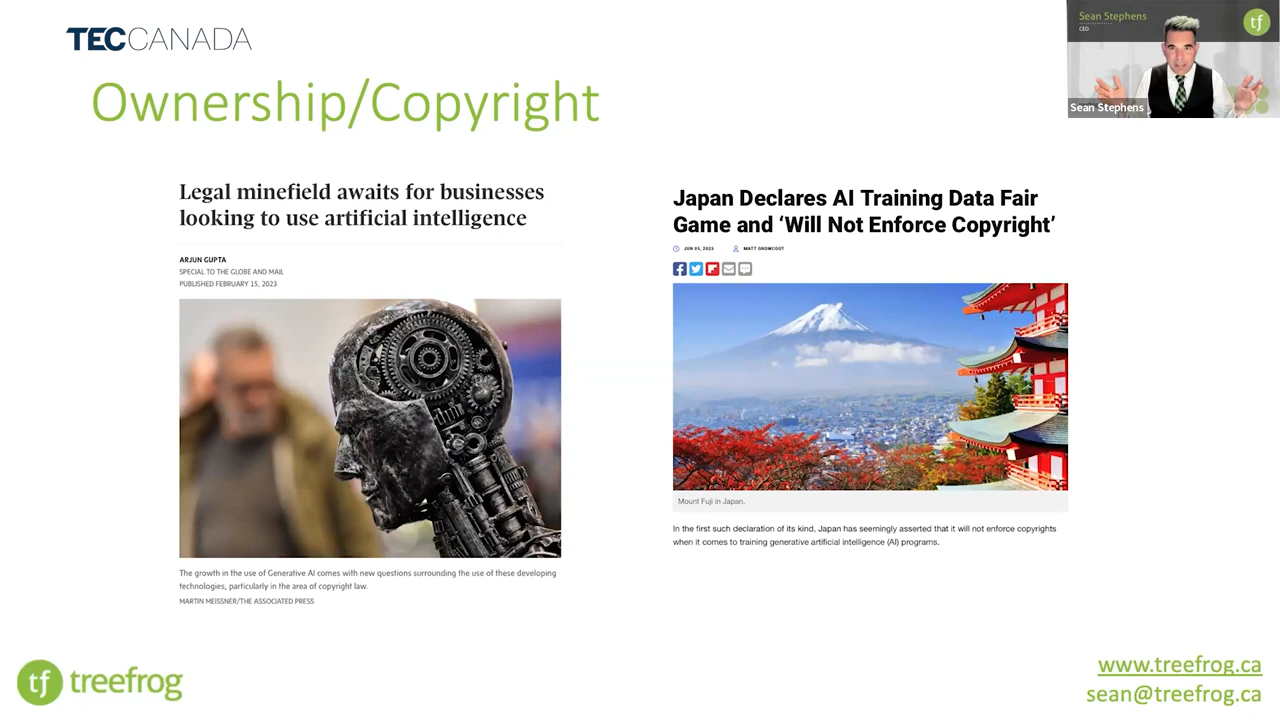 TECCANADA
Sean Stephens
CEO
tf
Sean Stephens
Ownership/Copyright
Legal minefield awaits for businesses
looking to use artificial intelligence
ARJUN GUPTA
SPECIAL TO THE GLOBE AND MAIL
PUBLISHED FEBRUARY 15, 2023
The growth in the use of Generative AI comes with new questions surrounding the use of these developing
technologies, particularly in the area of copyright law.
MARTIN MEISSNER/THE ASSOCIATED PRESS
Japan Declares AI Training Data Fair
Game and ‘Will Not Enforce Copyright’
JUN 05, 2023 MATT GROWCOOT
Mount Fuji in Japan.
In the first such declaration of its kind, Japan has seemingly asserted that it will not enforce copyrights
when it comes to training generative artificial intelligence (AI) programs.
tf treefrog
www.treefrog.ca
sean@treefrog.ca